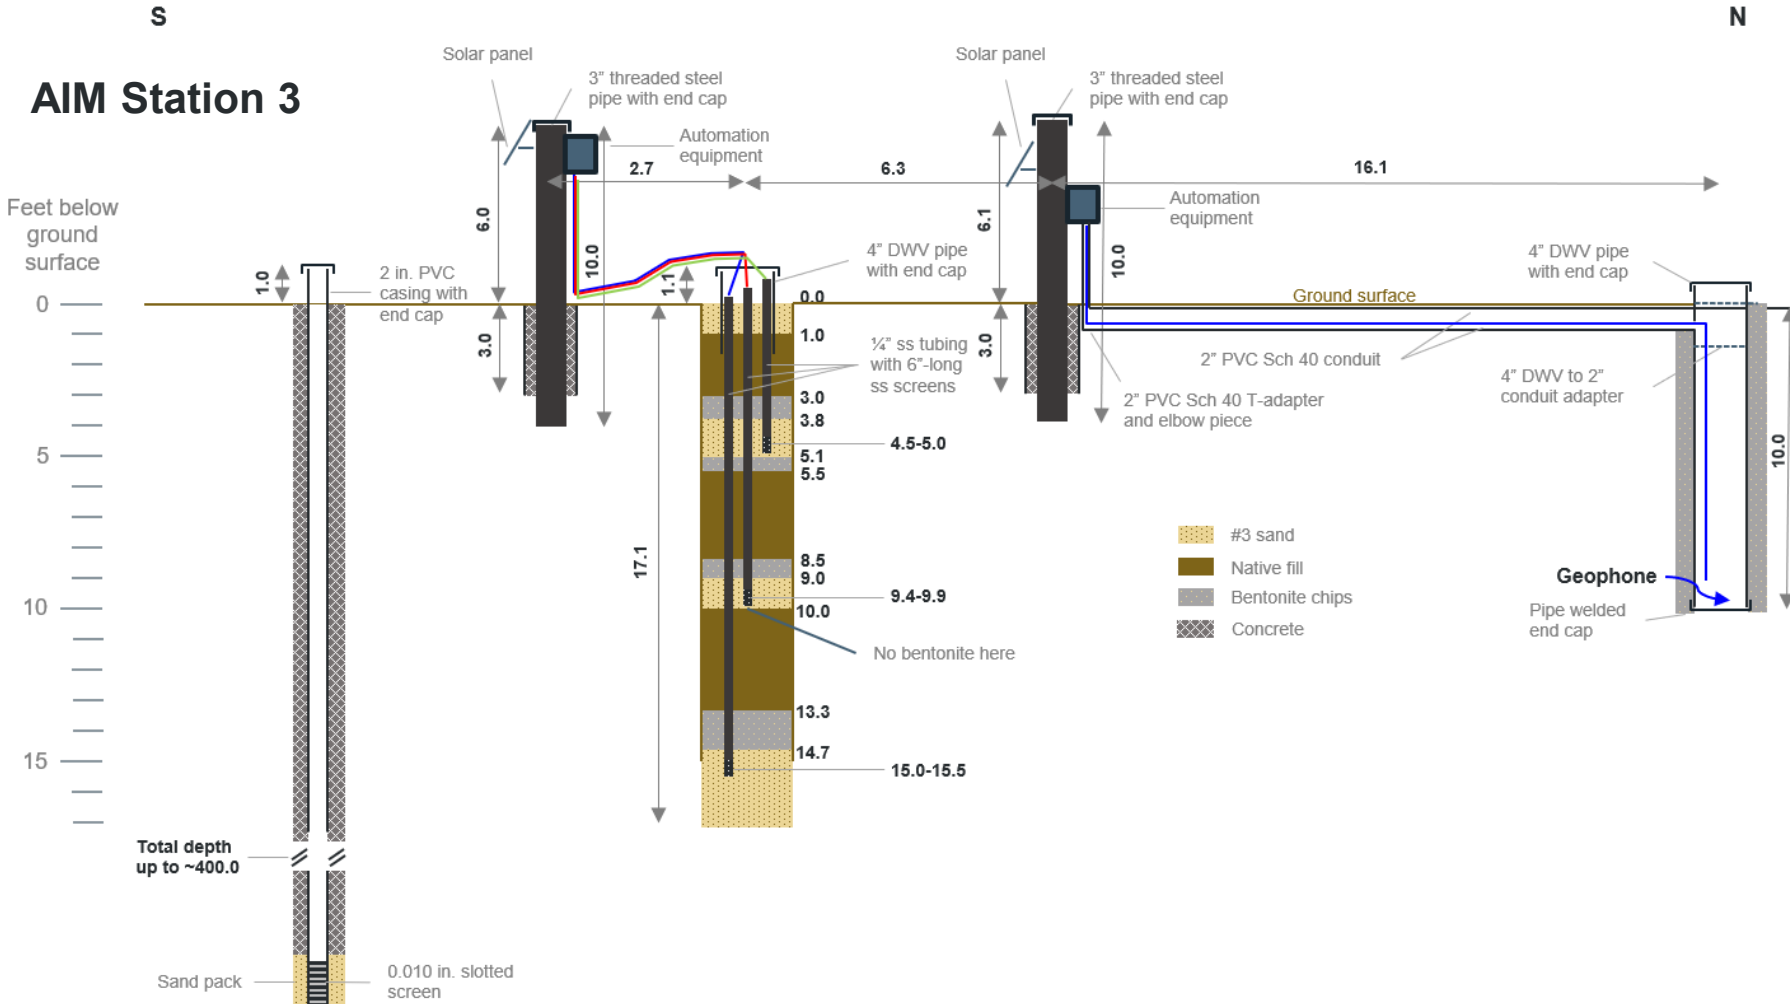 S
N
AIM Station 3
Solar panel
3” threaded steel
pipe with end cap
Automation
equipment
Solar panel
3” threaded steel
pipe with end cap
Automation
equipment
2.7
6.3
16.1
6.0
10.0
6.1
10.0
Feet below
ground
surface
1.0
2 in. PVC
casing with
end cap
1.1
4” DWV pipe
with end cap
4” DWV pipe
with end cap
Ground surface
0
5
10
15
3.0
3.0
17.1
10.0
0.0
1.0
3.0
3.8
5.1
5.5
8.5
9.0
10.0
13.3
14.7
¼” ss tubing
with 6”-long
ss screens
4.5-5.0
9.4-9.9
No bentonite here
15.0-15.5
2” PVC Sch 40 conduit
2” PVC Sch 40 T-adapter
and elbow piece
4” DWV to 2”
conduit adapter
#3 sand
Native fill
Bentonite chips
Concrete
Geophone
Pipe welded
end cap
Total depth
up to ~400.0
Sand pack
0.010 in. slotted
screen